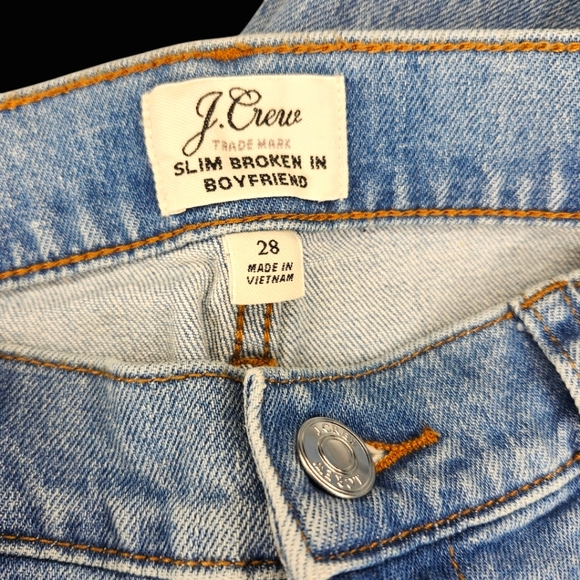 J.Crew
TRADE MARK
SLIM BROKEN IN
BOYFRIEND
28
MADE IN
VIETNAM